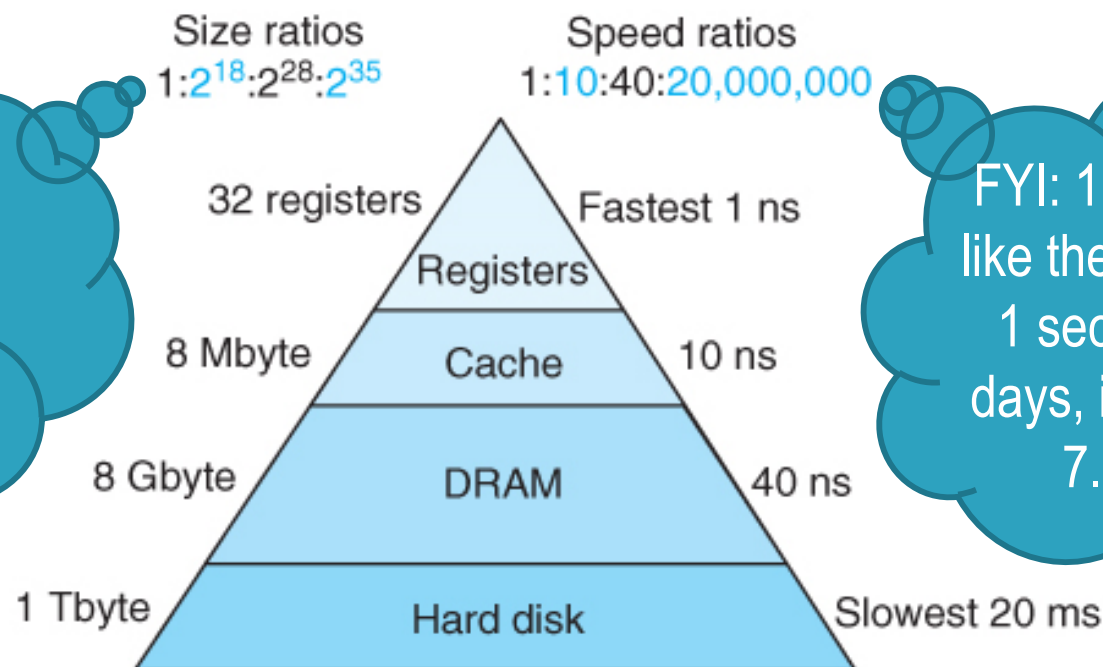 Size ratios
1:2¹⁸:2²⁸:2³⁵
Speed ratios
1:10:40:20,000,000
32 registers
Fastest 1 ns
Registers
8 Mbyte
Cache
10 ns
8 Gbyte
DRAM
40 ns
1 Tbyte
Hard disk
Slowest 20 ms
FYI: 1
like the
1 sec
days, i
7.